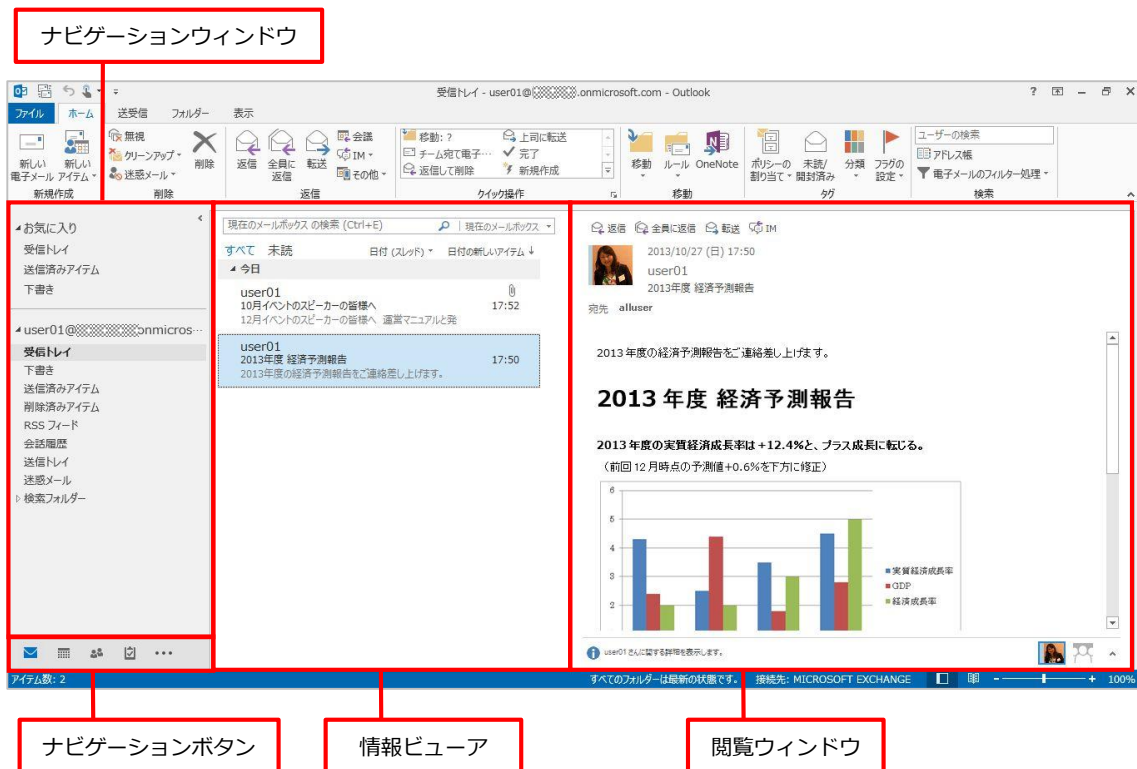 ナビゲーションウィンドウ
受信トレイ - user01@.onmicrosoft.com - Outlook
ファイル ホーム 送受信 フォルダー 表示
新しい電子メール
新しいアイテム
新規作成
無視
クリーンアップ
迷惑メール
削除
削除
返信
全員に返信
転送
会議
IM
その他
返信
移動: ?
チーム宛て電子…
返信して削除
上司に転送
完了
新規作成
クイック操作
移動
ルール
OneNote
移動
ポリシーの割り当て
未読/開封済み
分類
フラグの設定
タグ
ユーザーの検索
アドレス帳
電子メールのフィルター処理
検索
お気に入り
受信トレイ
送信済みアイテム
下書き
user01@onmicros…
受信トレイ
下書き
送信済みアイテム
削除済みアイテム
RSS フィード
会話履歴
送信トレイ
迷惑メール
検索フォルダー
現在のメールボックス の検索 (Ctrl+E) 現在のメールボックス
すべて 未読 日付 (スレッド) 日付の新しいアイテム ↓
今日
user01
10月イベントのスピーカーの皆様へ 17:52
12月イベントのスピーカーの皆様へ 運営マニュアルと発
user01
2013年度 経済予測報告 17:50
2013年度の経済予測報告をご連絡差し上げます。
返信 全員に返信 転送 IM
2013/10/27 (日) 17:50
user01
2013年度 経済予測報告
宛先 alluser
2013年度の経済予測報告をご連絡差し上げます。
2013 年度 経済予測報告
2013年度の実質経済成長率は +12.4%と、プラス成長に転じる。
(前回 12 月時点の予測値+0.6%を下方に修正)
6
5
4
3
2
実質経済成長率
GDP
経済成長率
user01 さんに関する詳細を表示します。
アイテム数: 2 すべてのフォルダーは最新の状態です。 接続先: MICROSOFT EXCHANGE 100%
ナビゲーションボタン
情報ビューア
閲覧ウィンドウ